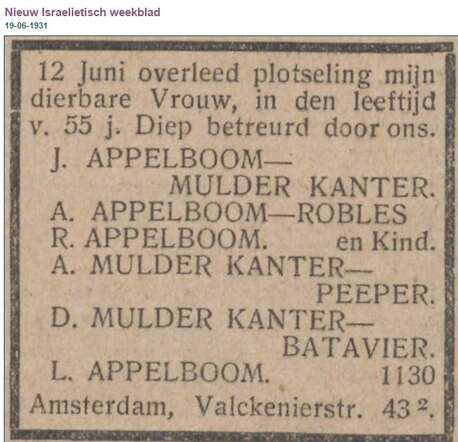 Nieuw Israelietisch weekblad
19-06-1931
12 Juni overleed plotseling mijn
dierbare Vrouw, in den leeftijd
v. 55 j. Diep betreurd door ons.
J. APPELBOOM—
MULDER KANTER.
A. APPELBOOM—ROBLES
R. APPELBOOM. en Kind.
A. MULDER KANTER—
PEEPER.
D. MULDER KANTER—
BATAVIER.
L. APPELBOOM. 1130
Amsterdam, Valckenierstr. 43 ².